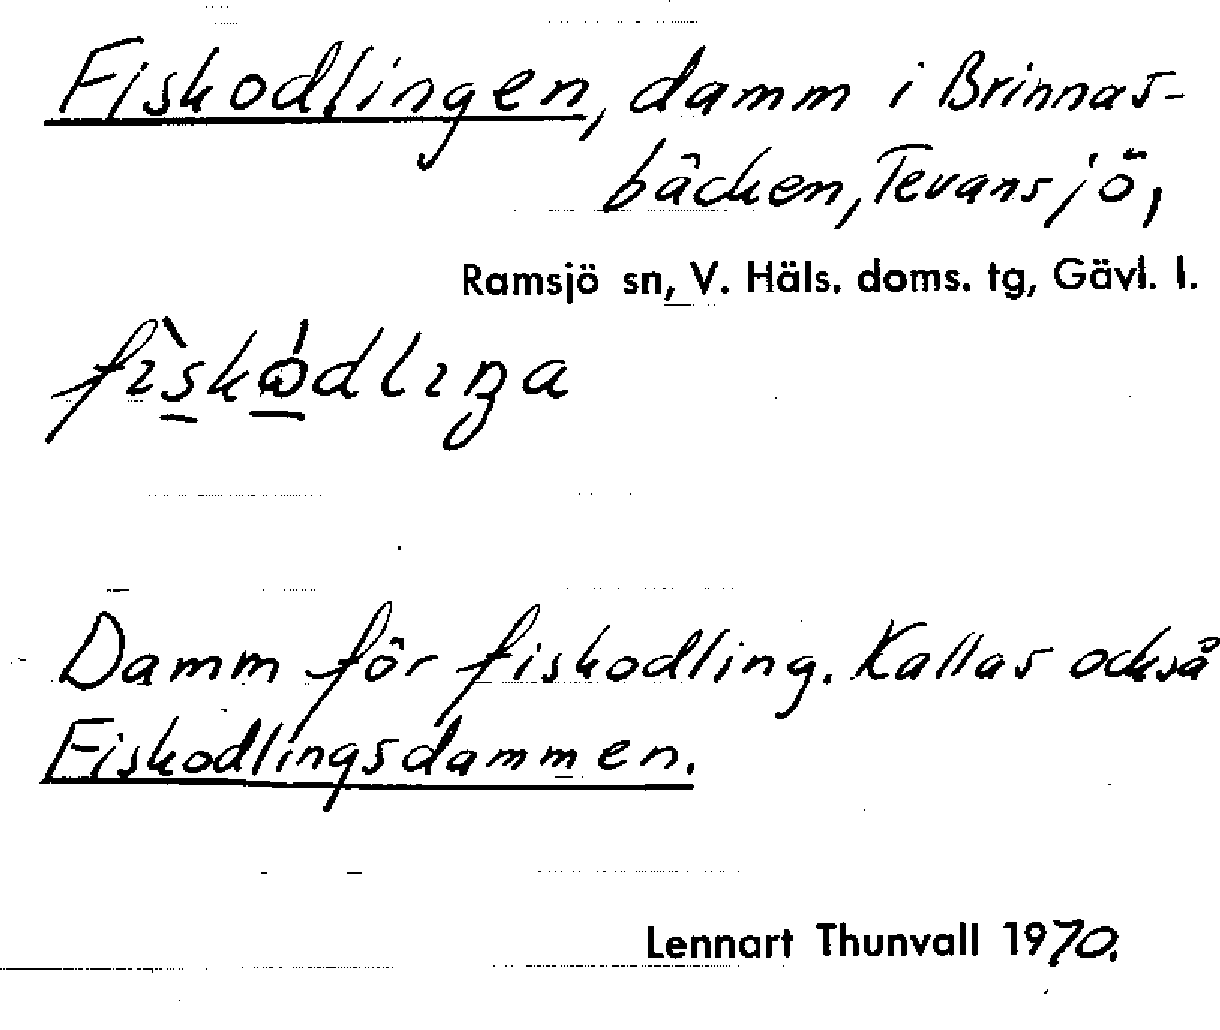 Fiskodlingen, damm i Brinnas-
bäcken, Tevansjö,
Ramsjö sn, V. Häls. doms. tg, Gävl. l.
Damm för fiskodling. Kallas också
Fiskodlingsdammen.
Lennart Thunvall 1970.